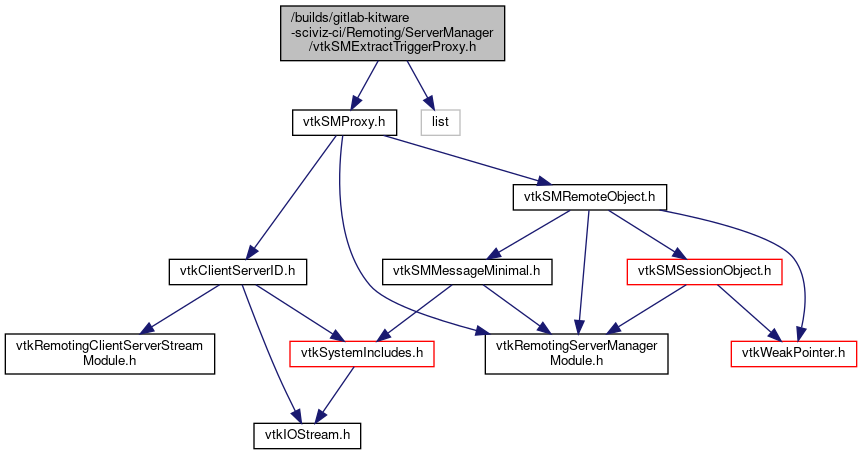 /builds/gitlab-kitware
-sciviz-ci/Remoting/ServerManager
/vtkSMExtractTriggerProxy.h
vtkSMProxy.h
list
vtkSMRemoteObject.h
vtkClientServerID.h
vtkSMMessageMinimal.h
vtkSMSessionObject.h
vtkRemotingClientServerStream
Module.h
vtkSystemIncludes.h
vtkRemotingServerManager
Module.h
vtkWeakPointer.h
vtkIOStream.h